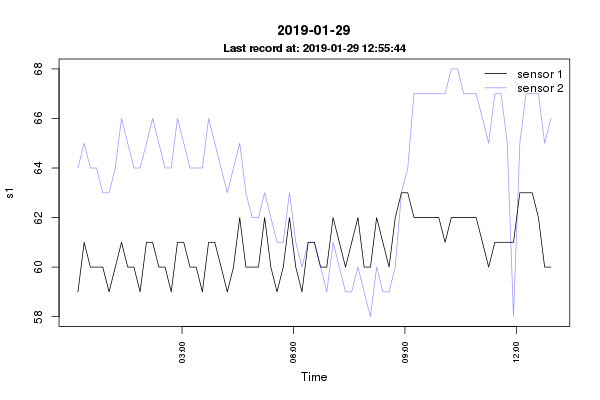 2019-01-29
Last record at: 2019-01-29 12:55:44
sensor 1
sensor 2
68
66
64
62
60
58
s1
03:00
06:00
09:00
12:00
Time